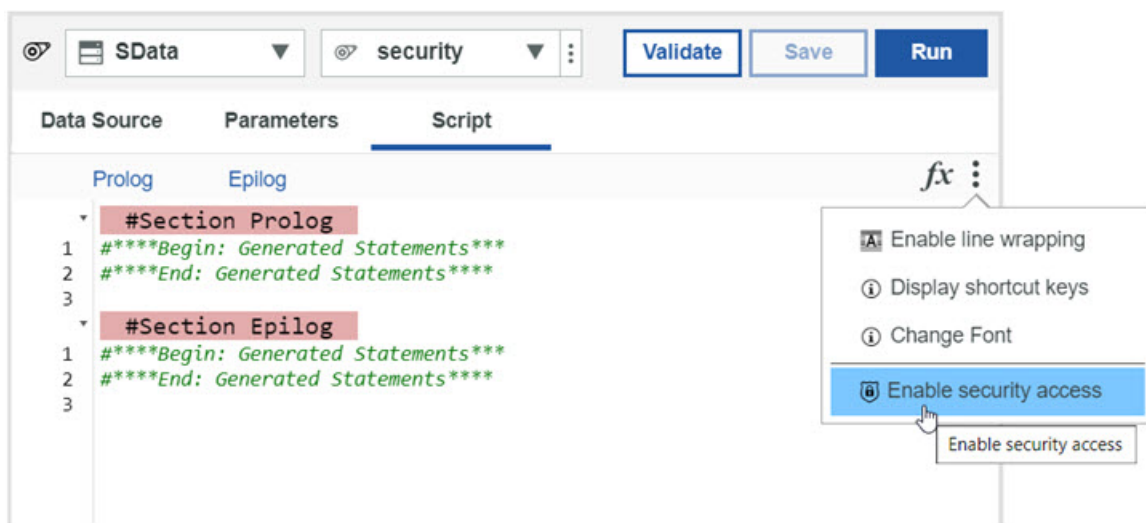 SData security Validate Save Run
Data Source Parameters Script
Prolog Epilog fx
#Section Prolog
1 #****Begin: Generated Statements***
2 #****End: Generated Statements****
3
#Section Epilog
1 #****Begin: Generated Statements***
2 #****End: Generated Statements****
3
Enable line wrapping
Display shortcut keys
Change Font
Enable security access
Enable security access